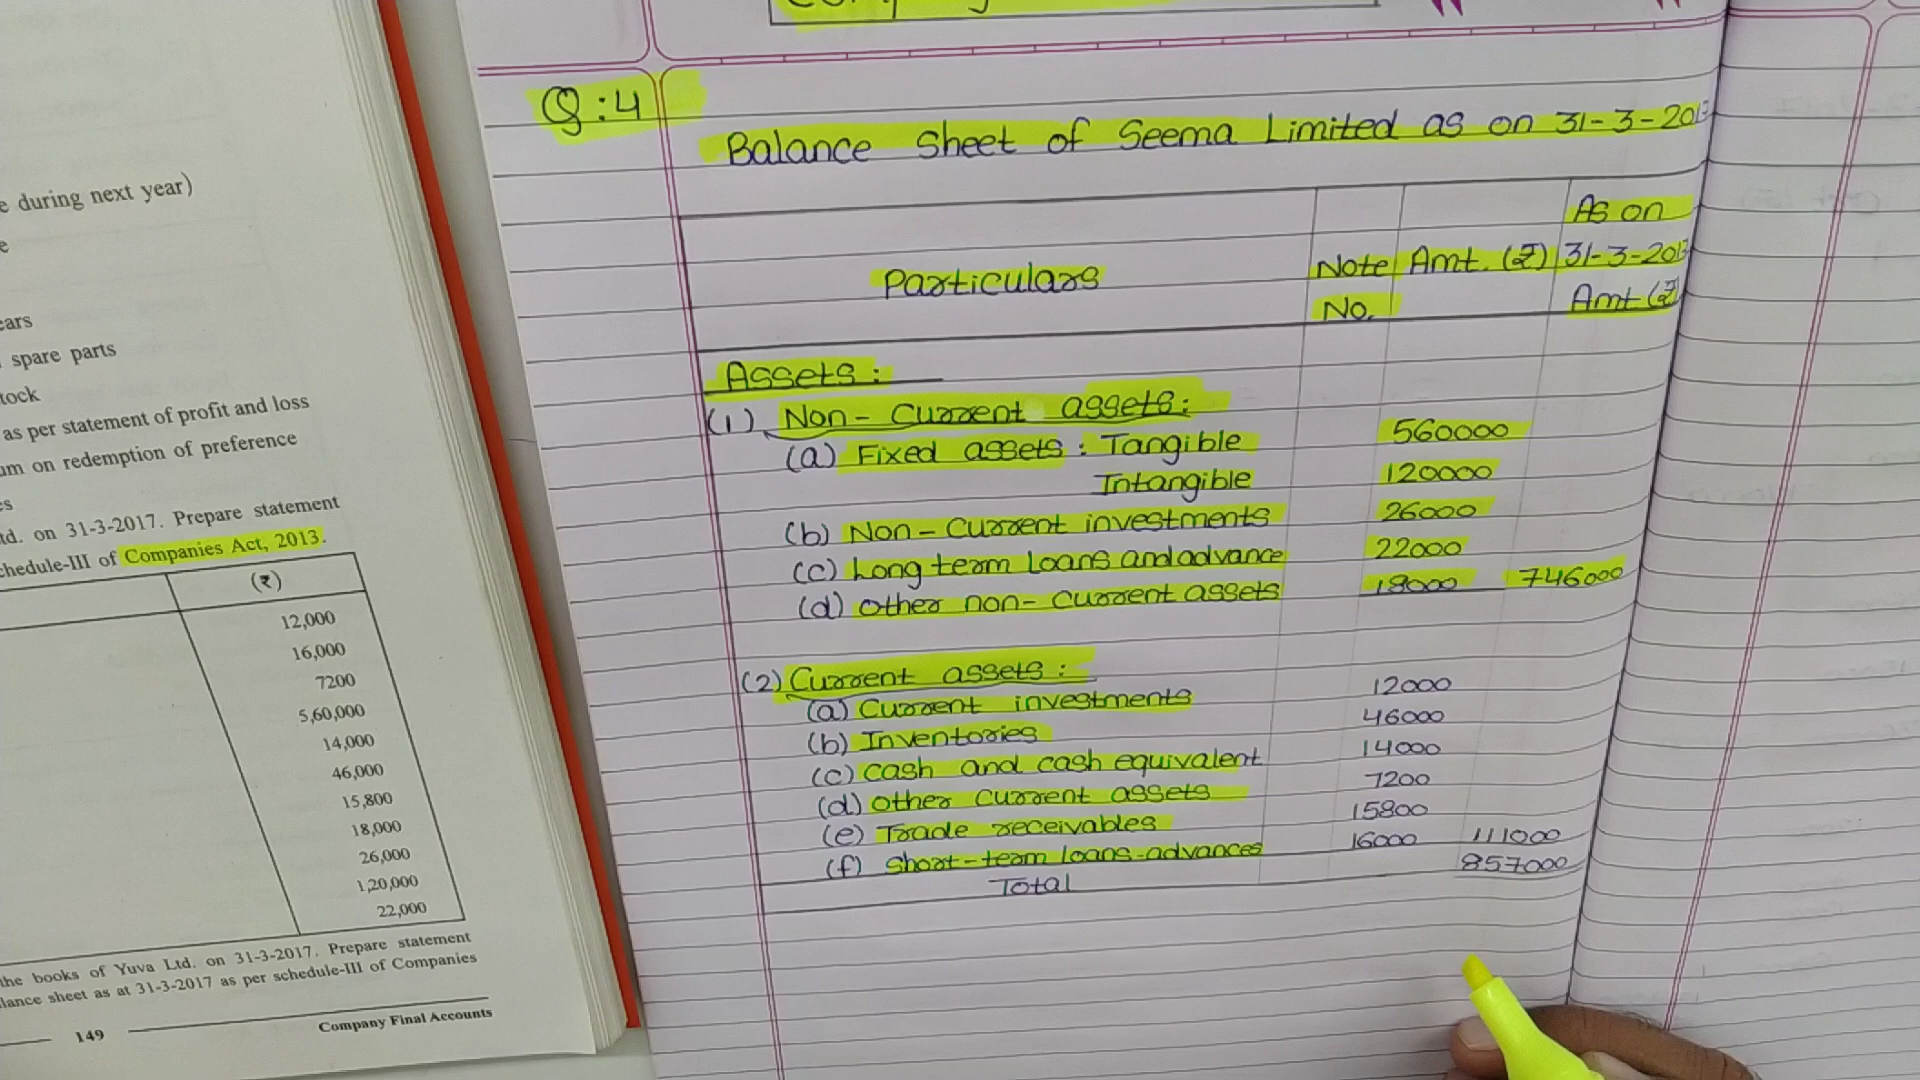 e during next year)
e
ears
spare parts
tock
as per statement of profit and loss
um on redemption of preference
es
td. on 31-3-2017. Prepare statement
chedule-III of Companies Act, 2013.
(₹)
12,000
16,000
7200
5,60,000
14,000
46,000
15,800
18,000
26,000
1,20,000
22,000
the books of Yuva Ltd. on 31-3-2017. Prepare statement
lance sheet as at 31-3-2017 as per schedule-III of Companies
149 Company Final Accounts
Q:4
Balance Sheet of Seema Limited as on 31-3-201
Particulars Note No. Amt. (₹) As on 31-3-201 Amt (₹
Assets:
(1) Non-Current assets:
(a) Fixed assets: Tangible 560000
Intangible 120000
(b) Non-Current investments 26000
(c) Long term Loans and advance 22000
(d) other non-current assets 18000 746000
(2) Current assets:
(a) Current investments 12000
(b) Inventories 46000
(c) cash and cash equivalent 14000
(d) other current assets 7200
(e) Trade receivables 15800
(f) Short-term loans-advances 16000 111000
Total 857000